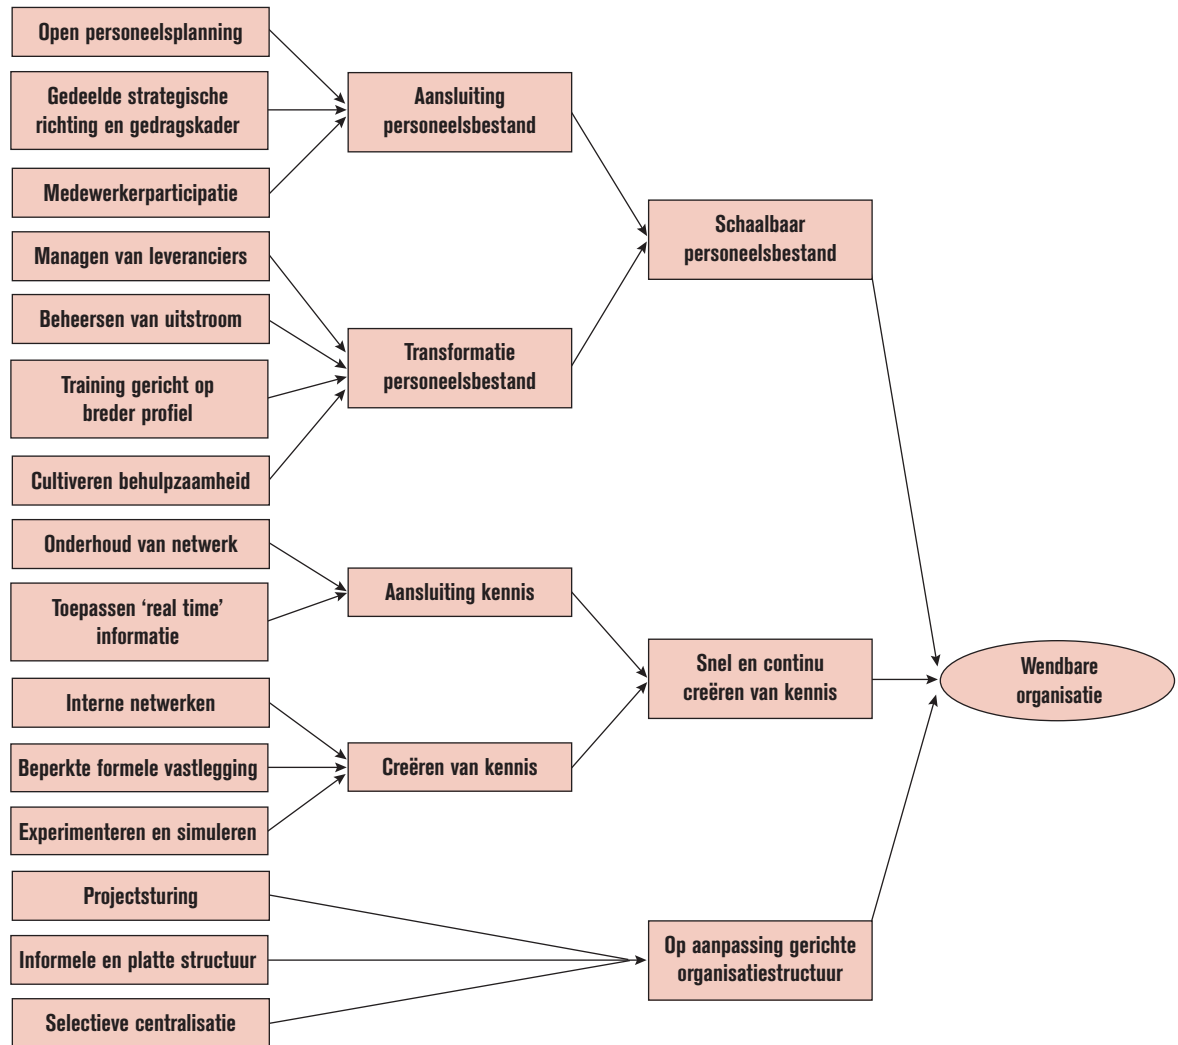 Open personeelsplanning
Gedeelde strategische
richting en gedragskader
Medewerkerparticipatie
Managen van leveranciers
Beheersen van uitstroom
Training gericht op
breder profiel
Cultiveren behulpzaamheid
Onderhoud van netwerk
Toepassen ‘real time’
informatie
Interne netwerken
Beperkte formele vastlegging
Experimenteren en simuleren
Projectsturing
Informele en platte structuur
Selectieve centralisatie
Aansluiting
personeelsbestand
Transformatie
personeelsbestand
Aansluiting kennis
Creëren van kennis
Schaalbaar
personeelsbestand
Snel en continu
creëren van kennis
Op aanpassing gerichte
organisatiestructuur
Wendbare
organisatie